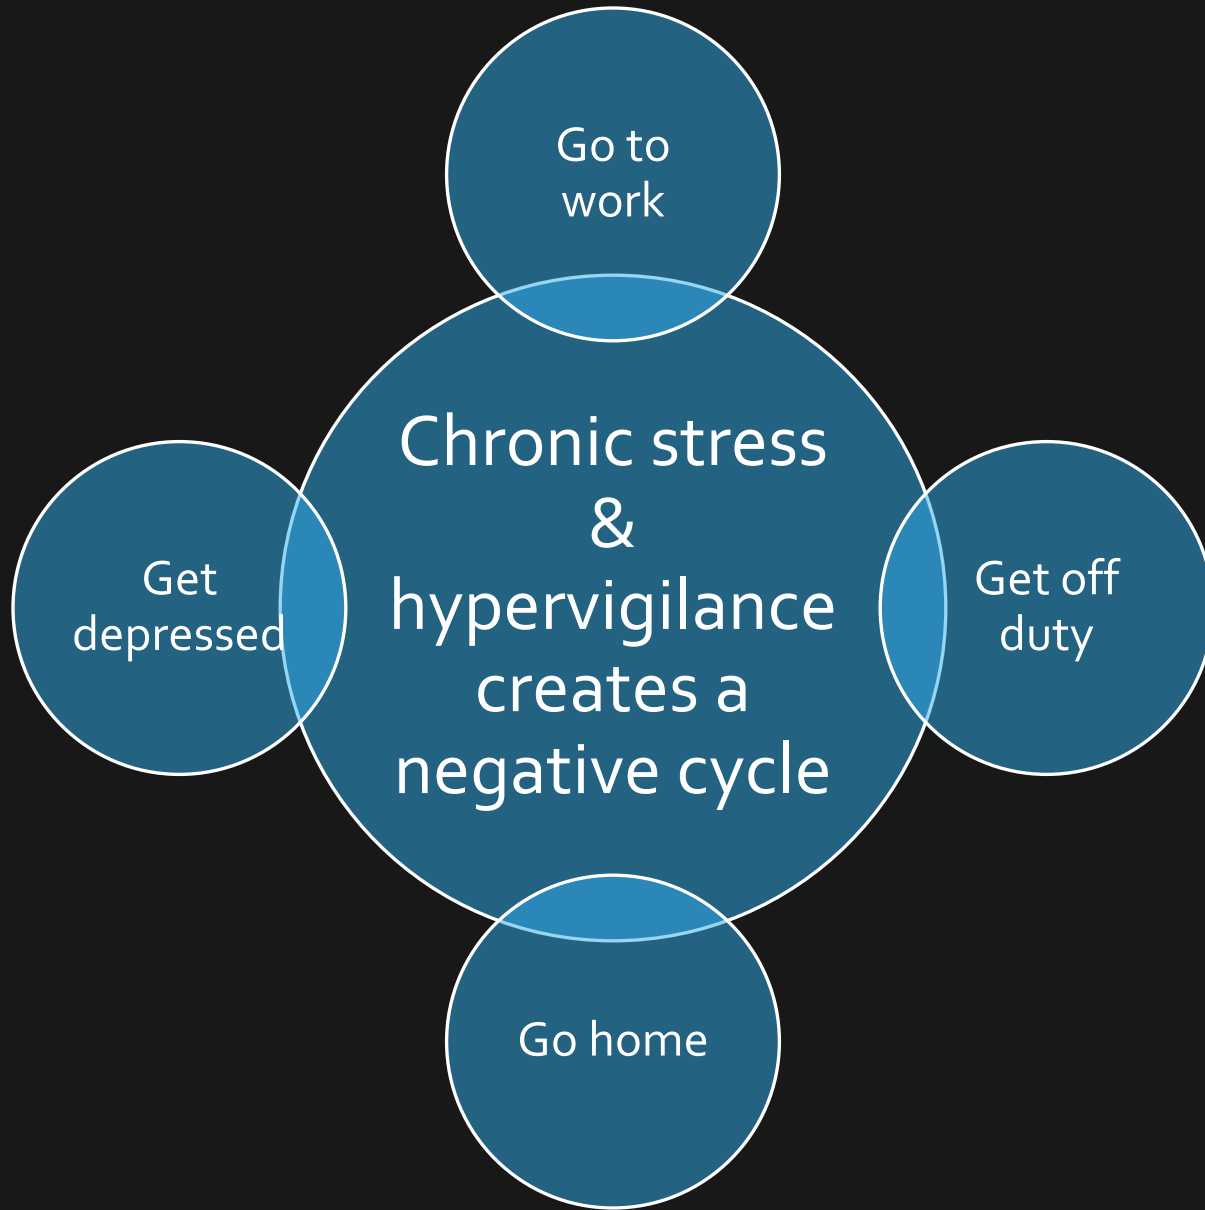 Go to
work
Chronic stress
&
hypervigilance
creates a
negative cycle
Get
depressed
Get off
duty
Go home